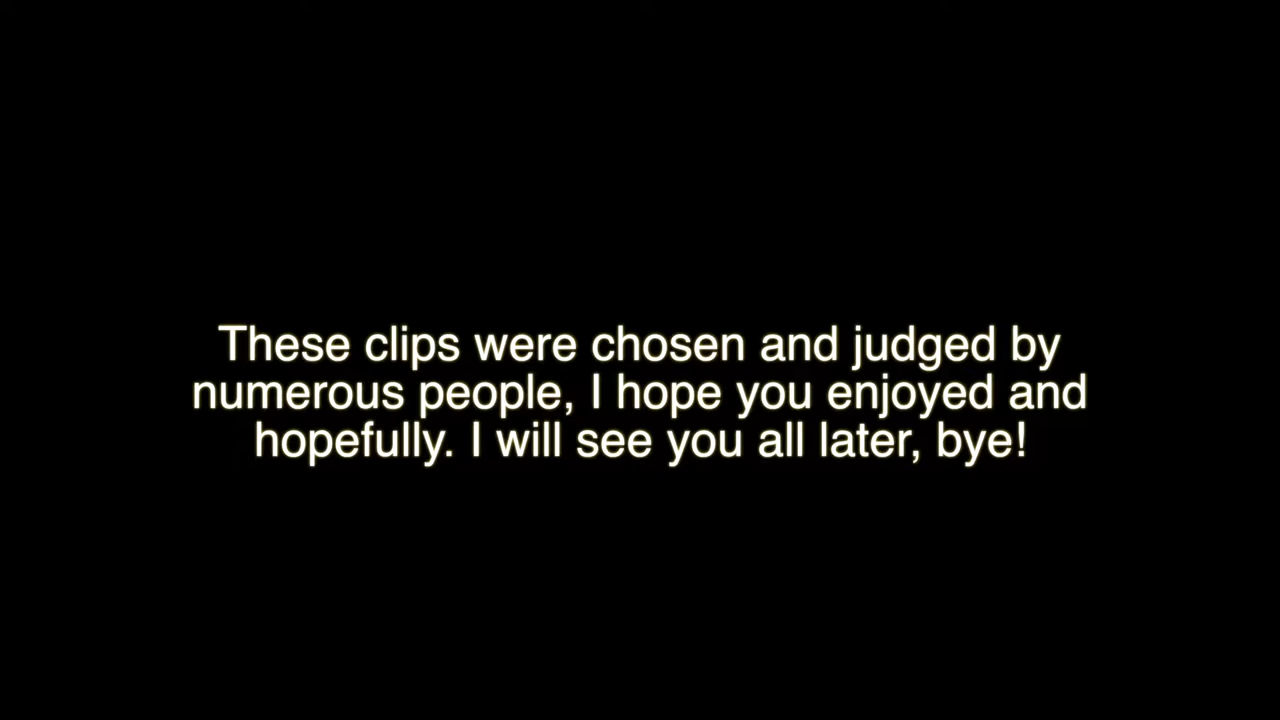 These clips were chosen and judged by
numerous people, I hope you enjoyed and
hopefully. I will see you all later, bye!